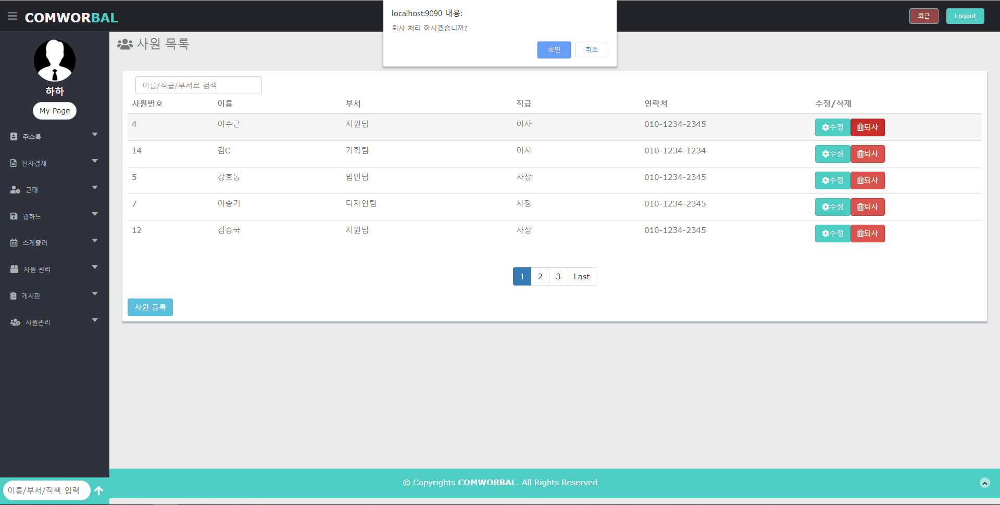 COMWORBAL
localhost:9090 내용:
퇴사 처리 하시겠습니까?
확인 취소
퇴근 Logout
하하
My Page
주소록
전자결재
근태
웹하드
스케줄러
자원 관리
게시판
사원관리
이름/부서/직책 입력
사원 목록
이름/직급/부서로 검색
사원번호 이름 부서 직급 연락처 수정/삭제
4 이수근 지원팀 이사 010-1234-2345 수정 퇴사
14 김C 기획팀 이사 010-1234-1234 수정 퇴사
5 강호동 법인팀 사장 010-1234-2345 수정 퇴사
7 이승기 디자인팀 사장 010-1234-2345 수정 퇴사
12 김종국 지원팀 사장 010-1234-2345 수정 퇴사
1 2 3 Last
사원 등록
© Copyrights COMWORBAL. All Rights Reserved